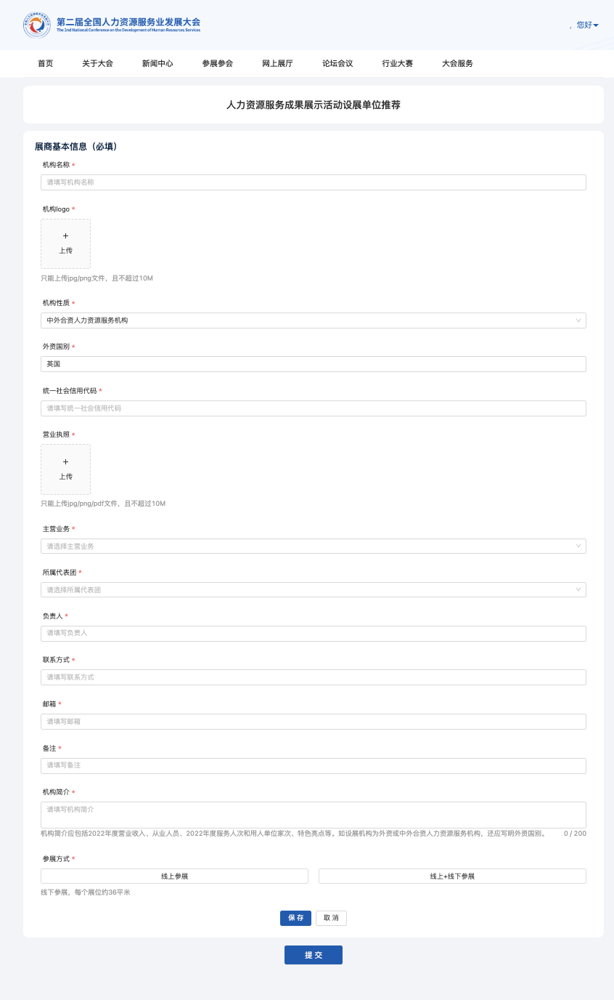 第二届全国人力资源服务业发展大会
The 2nd National Conference on the Development of Human Resources Services
，您好
首页 关于大会 新闻中心 参展参会 网上展厅 论坛会议 行业大赛 大会服务
人力资源服务成果展示活动设展单位推荐
展商基本信息（必填）
机构名称 *
请填写机构名称
机构logo *
+
上传
只能上传jpg/png文件，且不超过10M
机构性质 *
中外合资人力资源服务机构
外资国别 *
英国
统一社会信用代码 *
请填写统一社会信用代码
营业执照 *
+
上传
只能上传jpg/png/pdf文件，且不超过10M
主营业务 *
请选择主营业务
所属代表团 *
请选择所属代表团
负责人 *
请填写负责人
联系方式 *
请填写联系方式
邮箱 *
请填写邮箱
备注 *
请填写备注
机构简介 *
请填写机构简介
机构简介应包括2022年度营业收入、从业人员、2022年度服务人次和用人单位家次、特色亮点等。如设展机构为外资或中外合资人力资源服务机构，还应写明外资国别。 0 / 200
参展方式 *
线上参展 线上+线下参展
线下参展，每个展位约36平米
保存 取消
提交